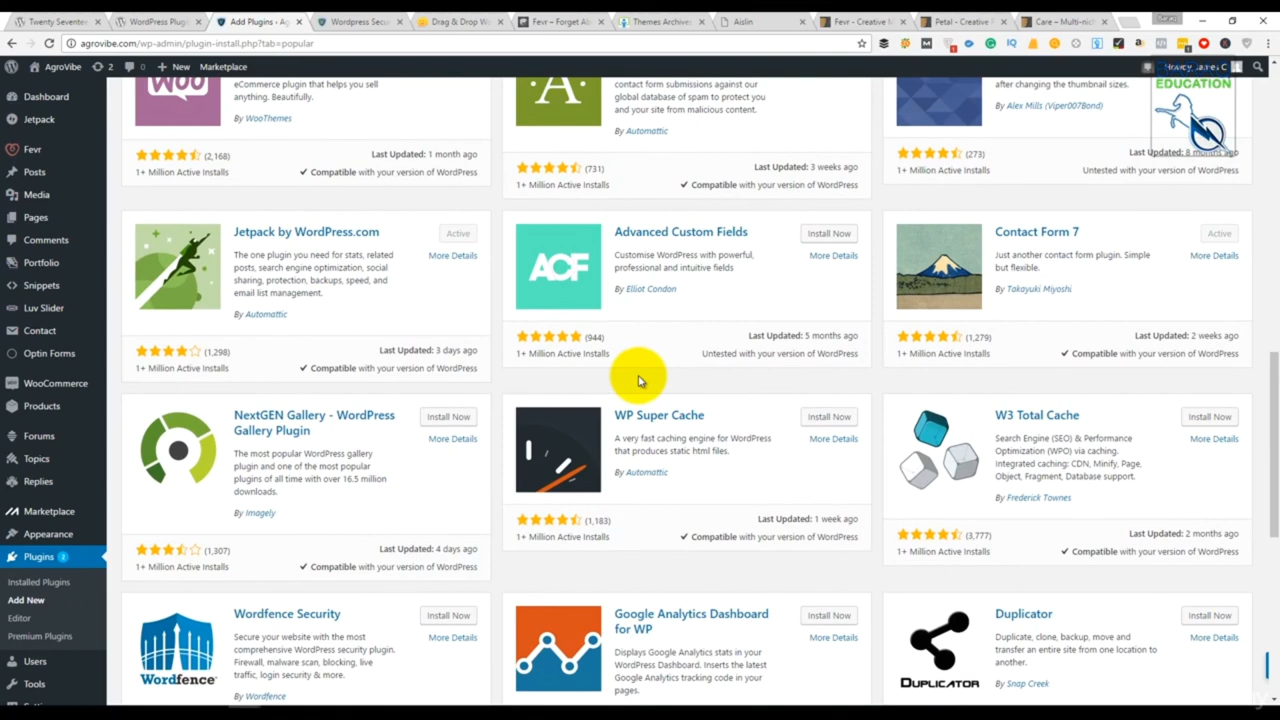 Twenty Seventee
WordPress Plugi
Add Plugins ‹ Ag
Wordpress Secu
Drag & Drop Wo
Fevr – Forget Ab
Themes Archives
Aislin
Fevr - Creative M
Petal - Creative P
Care – Multi-nich
Baraq
agrovibe.com/wp-admin/plugin-install.php?tab=popular
AgroVibe
2
0
New
Marketplace
Howdy, James C
EDUCATION
Dashboard
Jetpack
Fevr
Posts
Media
Pages
Comments
Portfolio
Snippets
Luv Slider
Contact
Optin Forms
WooCommerce
Products
Forums
Topics
Replies
Marketplace
Appearance
Plugins 2
Installed Plugins
Add New
Editor
Premium Plugins
Users
Tools
WOO
eCommerce plugin that helps you sell
anything. Beautifully.
By WooThemes
(2,168)
Last Updated: 1 month ago
1+ Million Active Installs
Compatible with your version of WordPress
A
contact form submissions against our
global database of spam to protect you
and your site from malicious content.
By Automattic
(731)
Last Updated: 3 weeks ago
1+ Million Active Installs
Compatible with your version of WordPress
after changing the thumbnail sizes.
By Alex Mills (Viper007Bond)
(273)
Last Updated: 8 months ago
1+ Million Active Installs
Untested with your version of WordPress
Jetpack by WordPress.com
Active
The one plugin you need for stats, related
More Details
posts, search engine optimization, social
sharing, protection, backups, speed, and
email list management.
By Automattic
(1,298)
Last Updated: 3 days ago
1+ Million Active Installs
Compatible with your version of WordPress
ACF
Advanced Custom Fields
Install Now
Customise WordPress with powerful,
More Details
professional and intuitive fields
By Elliot Condon
(944)
Last Updated: 5 months ago
1+ Million Active Installs
Untested with your version of WordPress
Contact Form 7
Active
Just another contact form plugin. Simple
More Details
but flexible.
By Takayuki Miyoshi
(1,279)
Last Updated: 2 weeks ago
1+ Million Active Installs
Compatible with your version of WordPress
NextGEN Gallery - WordPress
Gallery Plugin
Install Now
More Details
The most popular WordPress gallery
plugin and one of the most popular
plugins of all time with over 16.5 million
downloads.
By Imagely
(1,307)
Last Updated: 4 days ago
1+ Million Active Installs
Compatible with your version of WordPress
WP Super Cache
Install Now
A very fast caching engine for WordPress
More Details
that produces static html files.
By Automattic
(1,183)
Last Updated: 1 week ago
1+ Million Active Installs
Compatible with your version of WordPress
W3 Total Cache
Install Now
Search Engine (SEO) & Performance
More Details
Optimization (WPO) via caching.
Integrated caching: CDN, Minify, Page,
Object, Fragment, Database support.
By Frederick Townes
(3,777)
Last Updated: 2 months ago
1+ Million Active Installs
Compatible with your version of WordPress
Wordfence
Wordfence Security
Install Now
Secure your website with the most
More Details
comprehensive WordPress security plugin.
Firewall, malware scan, blocking, live
traffic, login security & more.
By Wordfence
Google Analytics Dashboard
for WP
Install Now
More Details
Displays Google Analytics stats in your
WordPress Dashboard. Inserts the latest
Google Analytics tracking code in your
pages.
DUPLICATOR
Duplicator
Install Now
Duplicate, clone, backup, move and
More Details
transfer an entire site from one location to
another.
By Snap Creek